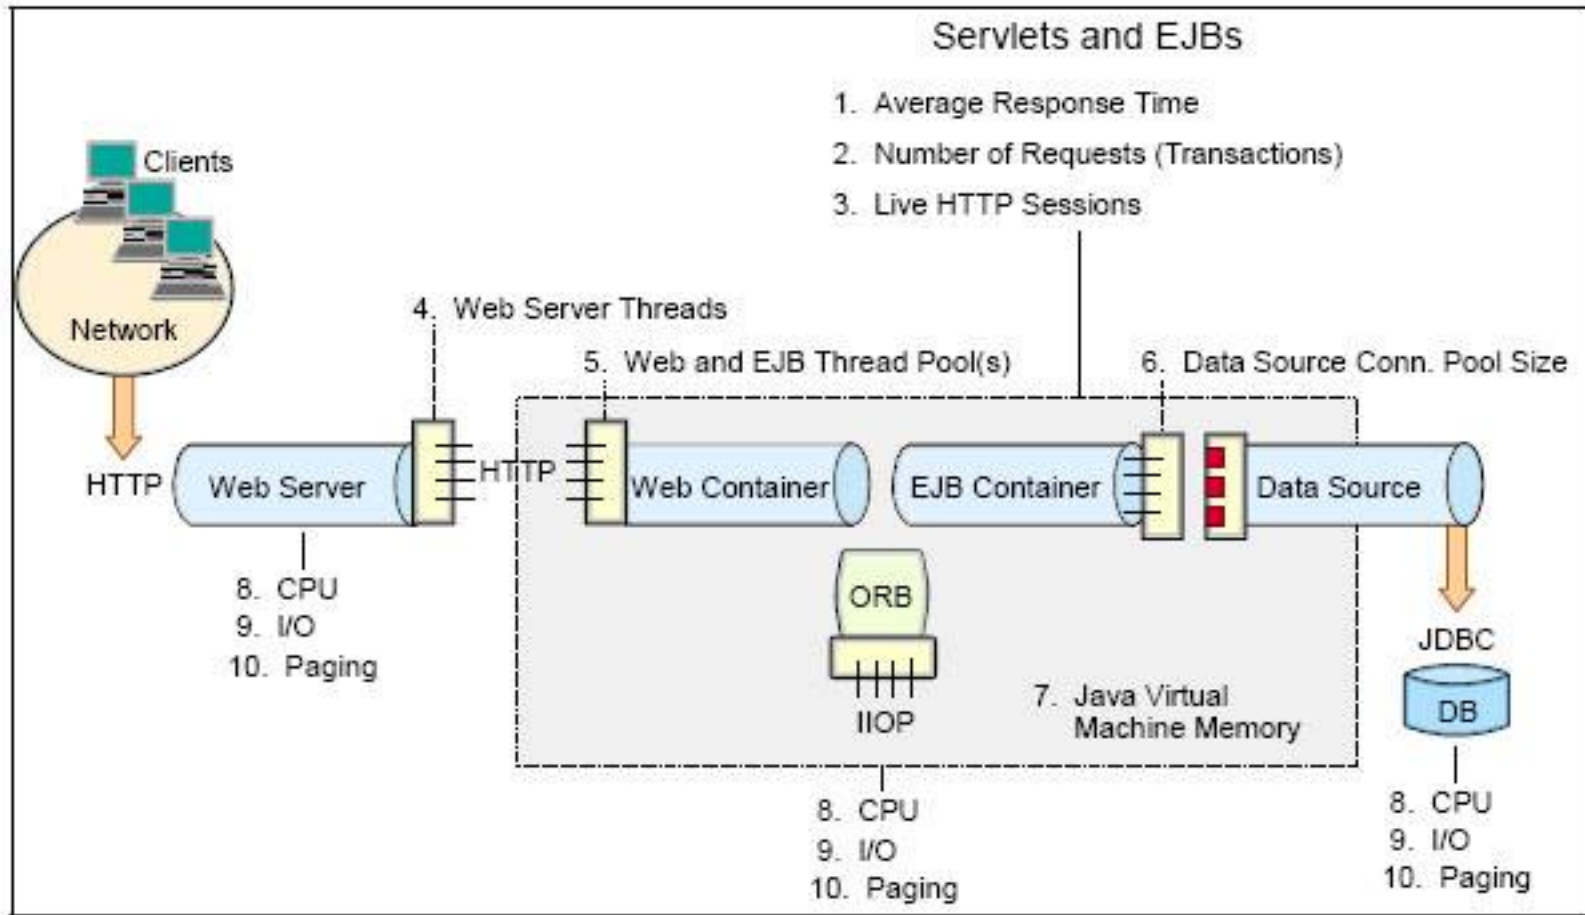 Servlets and EJBs
1. Average Response Time
2. Number of Requests (Transactions)
3. Live HTTP Sessions
Clients
Network
4. Web Server Threads
5. Web and EJB Thread Pool(s)
6. Data Source Conn. Pool Size
HTTP
Web Server
HTTP
Web Container
EJB Container
Data Source
8. CPU
9. I/O
10. Paging
ORB
IIOP
7. Java Virtual
Machine Memory
JDBC
DB
8. CPU
9. I/O
10. Paging
8. CPU
9. I/O
10. Paging